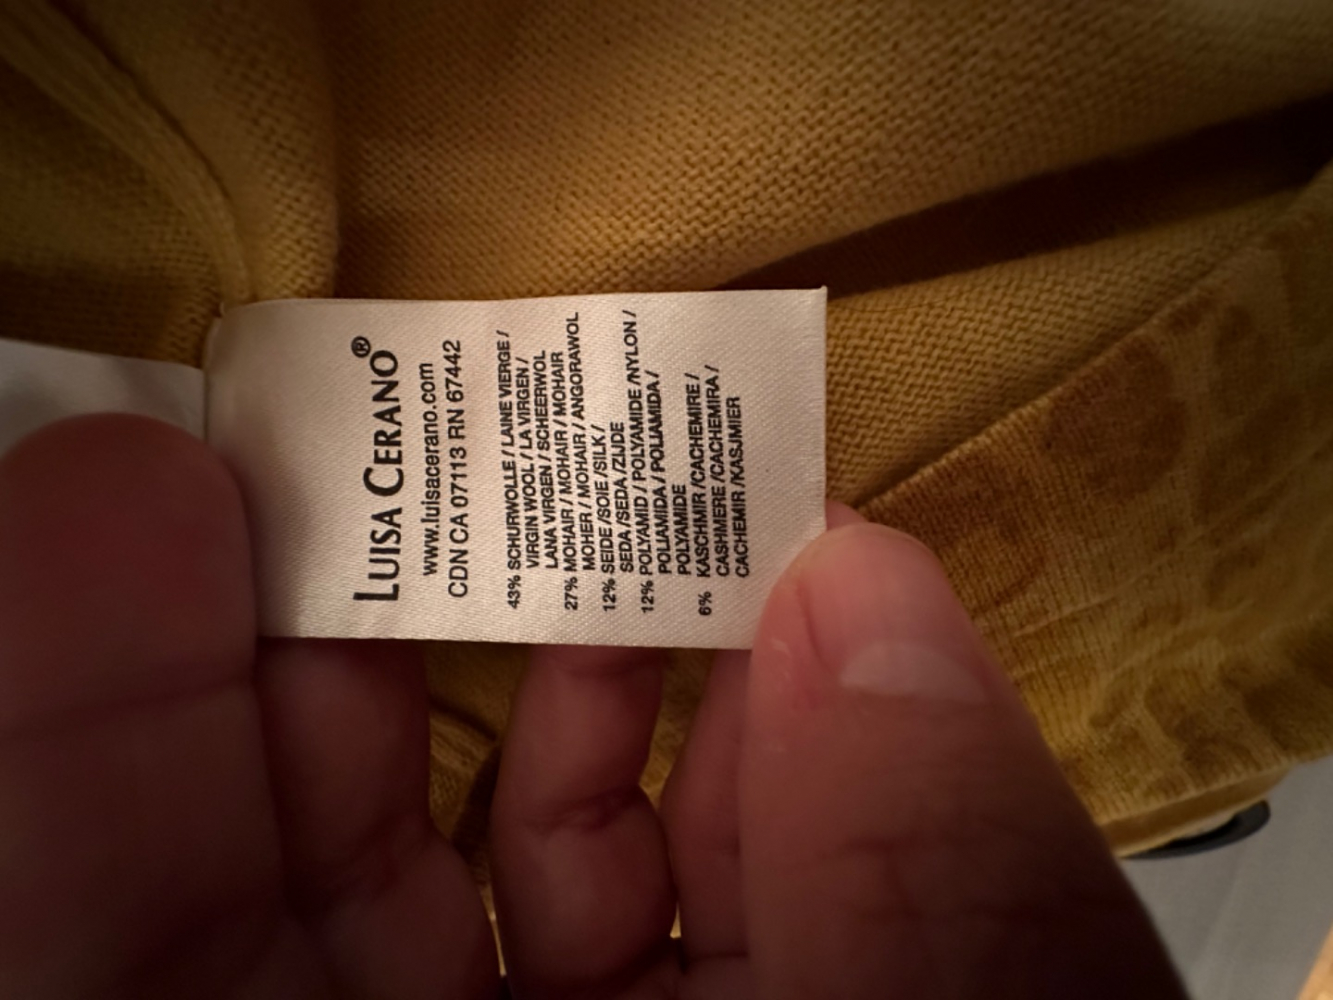 LUISA CERANO®
www.luisacerano.com
CDN CA 07113 RN 67442
43% SCHURWOLLE / LAINE VIERGE /
VIRGIN WOOL / LA VIRGEN /
LANA VIRGEN / SCHEERWOL
27% MOHAIR / MOHAIR / MOHAIR
MOHER / MOHAIR / ANGORAWOL
12% SEIDE /SOIE /SILK /
SEDA /SEDA /ZIJDE
12% POLYAMID / POLYAMIDE /NYLON /
POLIAMIDA / POLIAMIDA /
POLYAMIDE
6% KASCHMIR /CACHEMIRE /
CASHMERE /CACHEMIRA /
CACHEMIR /KASJMIER